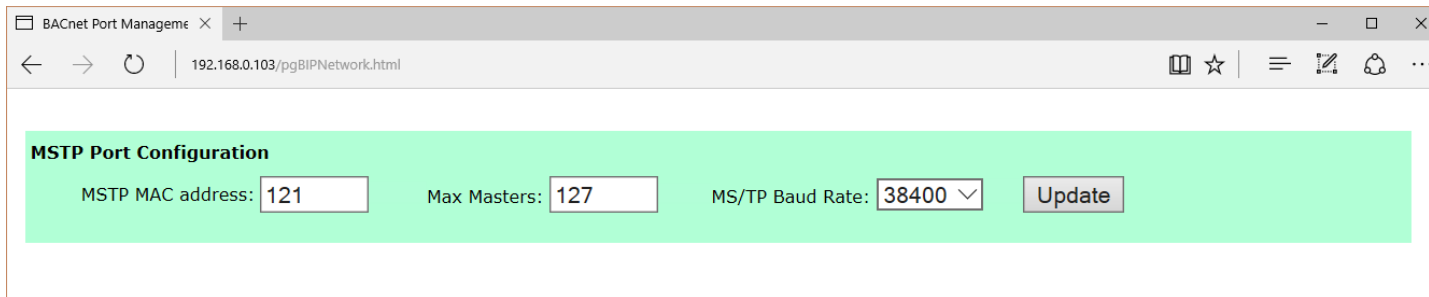 BACnet Port Manageme
192.168.0.103/pgBIPNetwork.html
MSTP Port Configuration
MSTP MAC address: 121 Max Masters: 127 MS/TP Baud Rate: 38400 Update